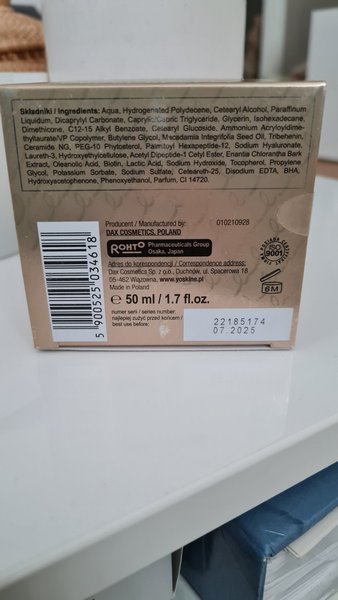 Składniki / Ingredients: Aqua, Hydrogenated Polydecene, Cetearyl Alcohol, Paraffinum
Liquidum, Dicaprylyl Carbonate, Caprylic/Capric Triglyceride, Glycerin, Isohexadecane,
Dimethicone, C12-15 Alkyl Benzoate, Cetearyl Glucoside, Ammonium Acryloyldime-
thyltaurate/VP Copolymer, Butylene Glycol, Macadamia Integrifolia Seed Oil, Tribehenin,
Ceramide NG, PEG-10 Phytosterol, Palmitoyl Hexapeptide-12, Sodium Hyaluronate,
Laureth-3, Hydroxyethylcellulose, Acetyl Dipeptide-1 Cetyl Ester, Enantia Chlorantha Bark
Extract, Oleanolic Acid, Biotin, Lactic Acid, Sodium Hydroxide, Tocopherol, Propylene
Glycol, Potassium Sorbate, Sodium Sulfate, Ceteareth-25, Disodium EDTA, BHA,
Hydroxyacetophenone, Phenoxyethanol, Parfum, CI 14720.
Producent / Manufactured by: 010210928
DAX COSMETICS, POLAND
ROHTO Pharmaceuticals Group
Osaka, Japan
ISO
9001
Adres do korespondencji / Correspondence address:
Dax Cosmetics Sp. z o.o., Duchnów, ul. Spacerowa 18
05-462 Wiązowna, www.yoskine.pl
Made in Poland
6M
℮ 50 ml / 1.7 fl.oz.
numer serii / series number
najlepiej zużyć przed końcem /
best use before:
22185174
07.2025
5 900525 034618